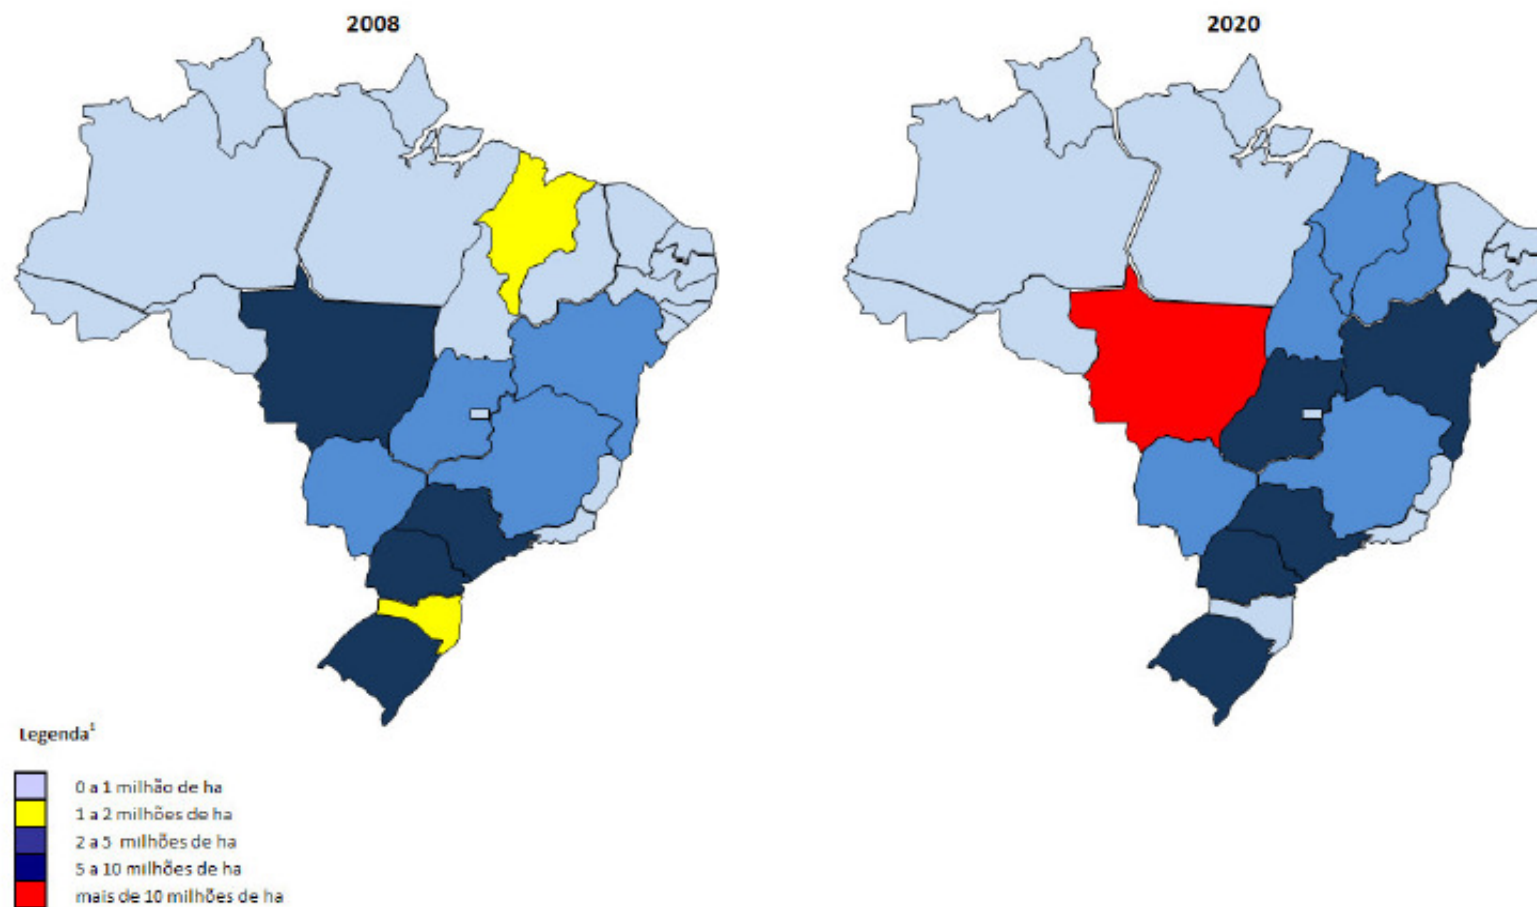 2008
2020
Legenda¹
0 a 1 milhão de ha
1 a 2 milhões de ha
2 a 5 milhões de ha
5 a 10 milhões de ha
mais de 10 milhões de ha